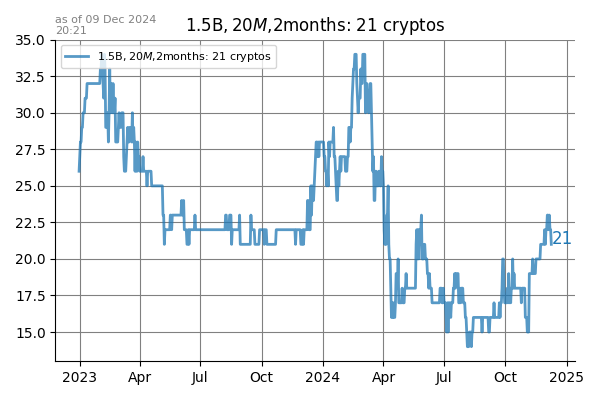 as of 09 Dec 2024
20:21
1.5B,20M,2months: 21 cryptos
1.5B,20M,2months: 21 cryptos
35.0
32.5
30.0
27.5
25.0
22.5
20.0
17.5
15.0
21
2023
Apr
Jul
Oct
2024
Apr
Jul
Oct
2025